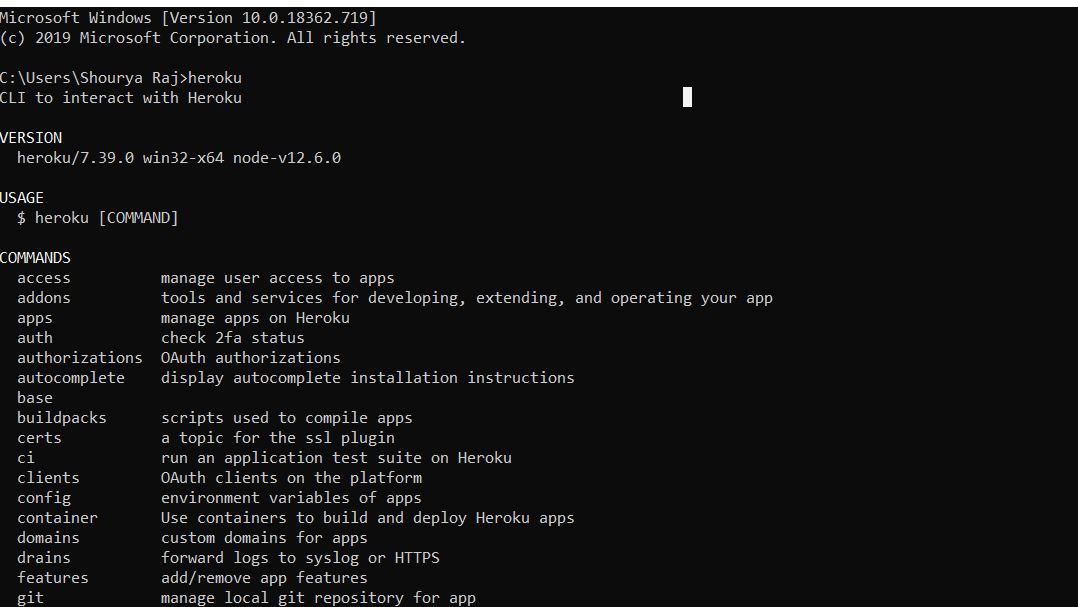 Microsoft Windows [Version 10.0.18362.719]
(c) 2019 Microsoft Corporation. All rights reserved.
C:\Users\Shourya Raj>heroku
CLI to interact with Heroku
VERSION
heroku/7.39.0 win32-x64 node-v12.6.0
USAGE
$ heroku [COMMAND]
COMMANDS
access manage user access to apps
addons tools and services for developing, extending, and operating your app
apps manage apps on Heroku
auth check 2fa status
authorizations OAuth authorizations
autocomplete display autocomplete installation instructions
base
buildpacks scripts used to compile apps
certs a topic for the ssl plugin
ci run an application test suite on Heroku
clients OAuth clients on the platform
config environment variables of apps
container Use containers to build and deploy Heroku apps
domains custom domains for apps
drains forward logs to syslog or HTTPS
features add/remove app features
git manage local git repository for app